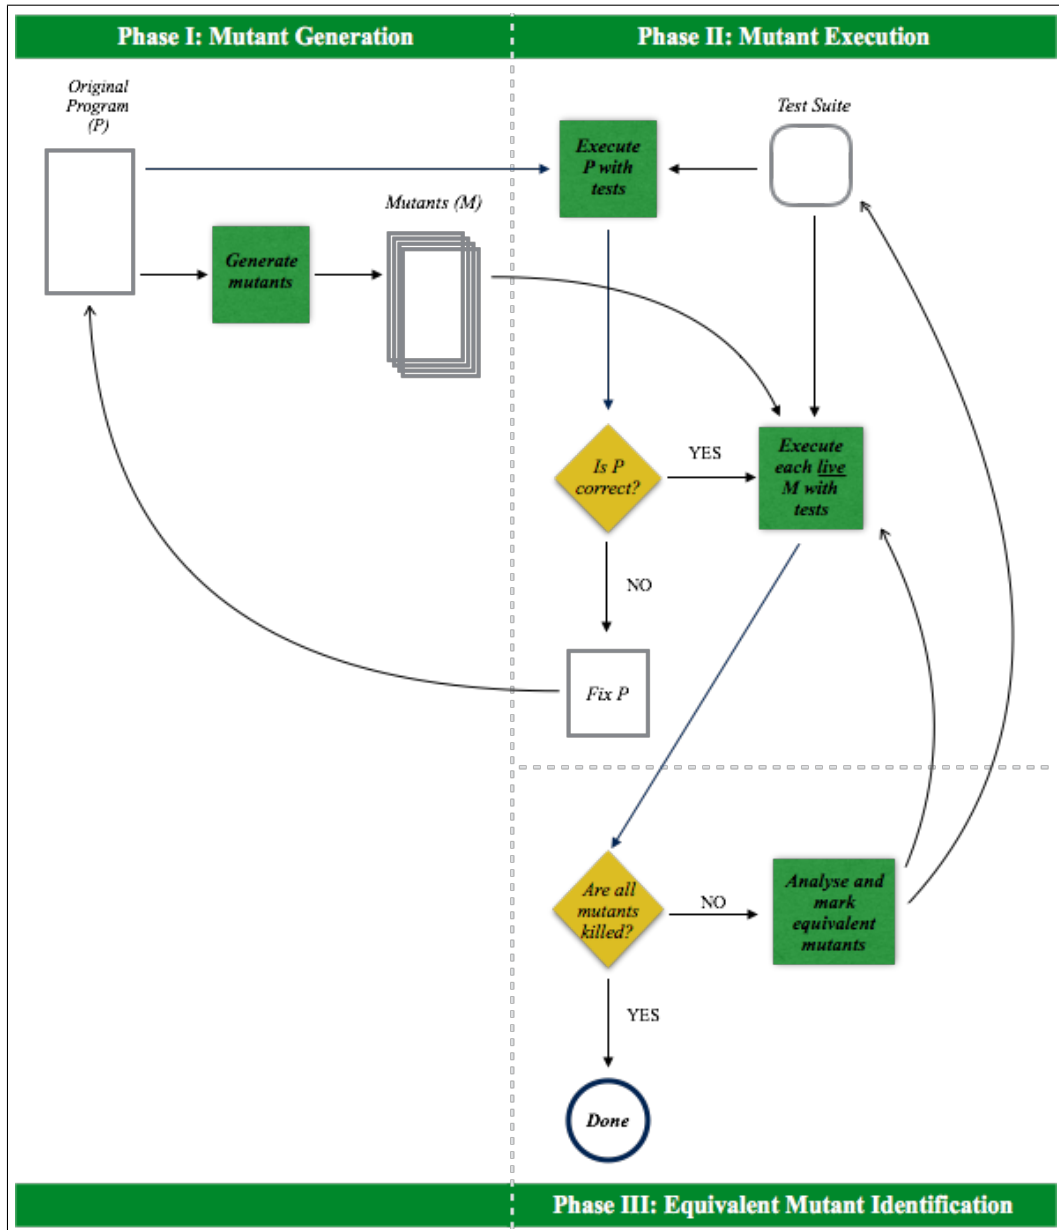 Phase I: Mutant Generation
Phase II: Mutant Execution
Original
Program
(P)
Test Suite
Execute
P with
tests
Mutants (M)
Generate
mutants
Is P
correct?
YES
Execute
each live
M with
tests
NO
Fix P
Are all
mutants
killed?
NO
Analyse and
mark
equivalent
mutants
YES
Done
Phase III: Equivalent Mutant Identification